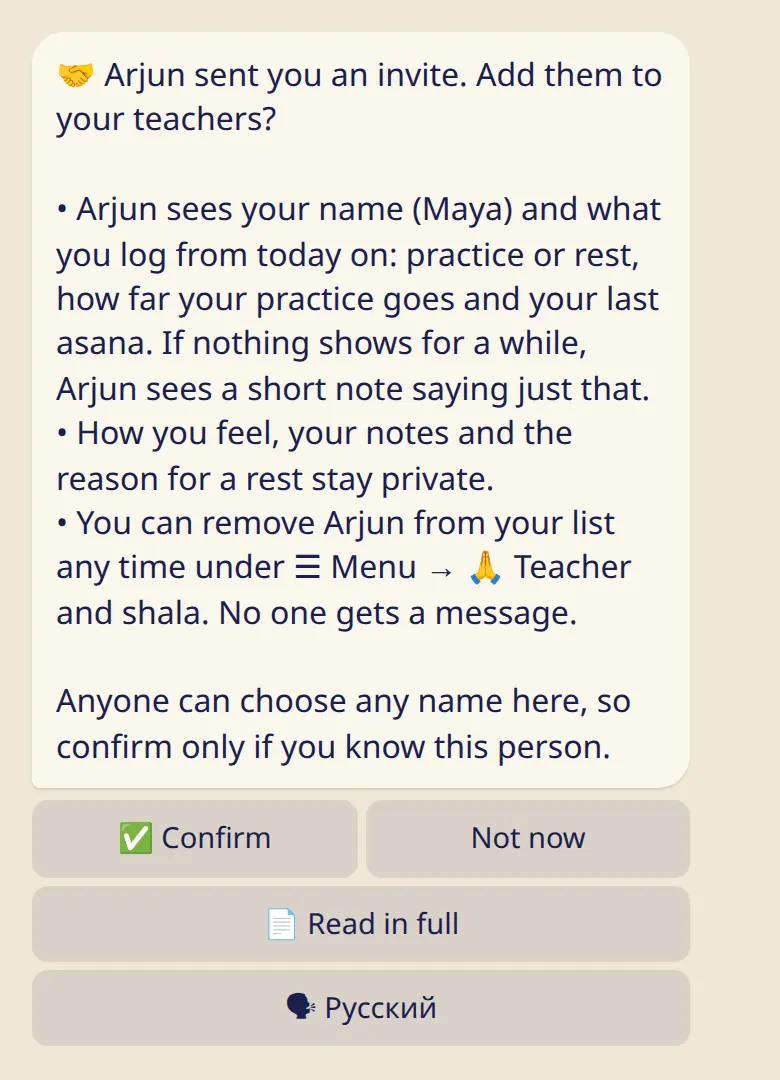 🤝 Arjun sent you an invite. Add them to
your teachers?
• Arjun sees your name (Maya) and what
you log from today on: practice or rest,
how far your practice goes and your last
asana. If nothing shows for a while,
Arjun sees a short note saying just that.
• How you feel, your notes and the
reason for a rest stay private.
• You can remove Arjun from your list
any time under ☰ Menu → 🙏 Teacher
and shala. No one gets a message.
Anyone can choose any name here, so
confirm only if you know this person.
✅ Confirm
Not now
📄 Read in full
🗣 Русский